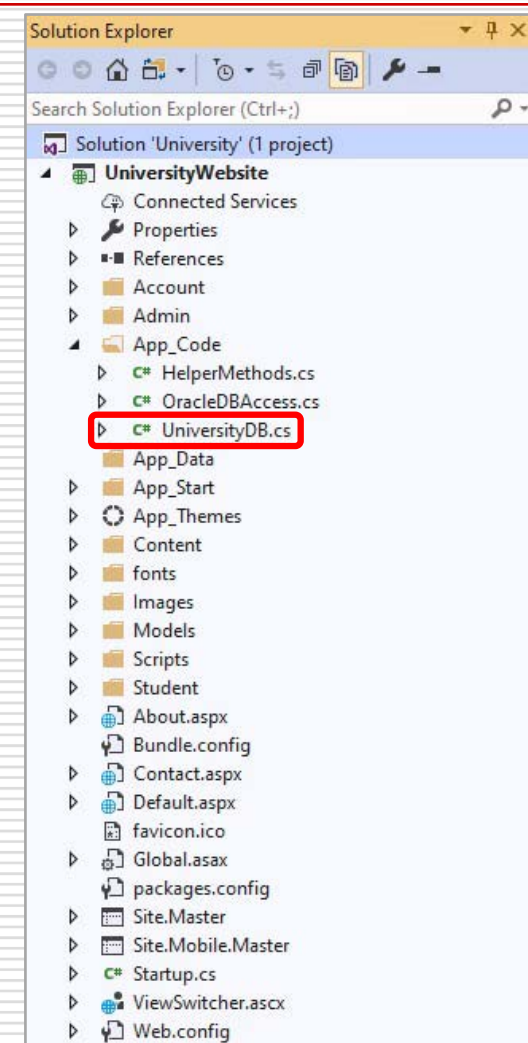 Solution Explorer
Search Solution Explorer (Ctrl+;)
Solution 'University' (1 project)
UniversityWebsite
Connected Services
Properties
References
Account
Admin
App_Code
C# HelperMethods.cs
C# OracleDBAccess.cs
C# UniversityDB.cs
App_Data
App_Start
App_Themes
Content
fonts
Images
Models
Scripts
Student
About.aspx
Bundle.config
Contact.aspx
Default.aspx
favicon.ico
Global.asax
packages.config
Site.Master
Site.Mobile.Master
C# Startup.cs
ViewSwitcher.ascx
Web.config